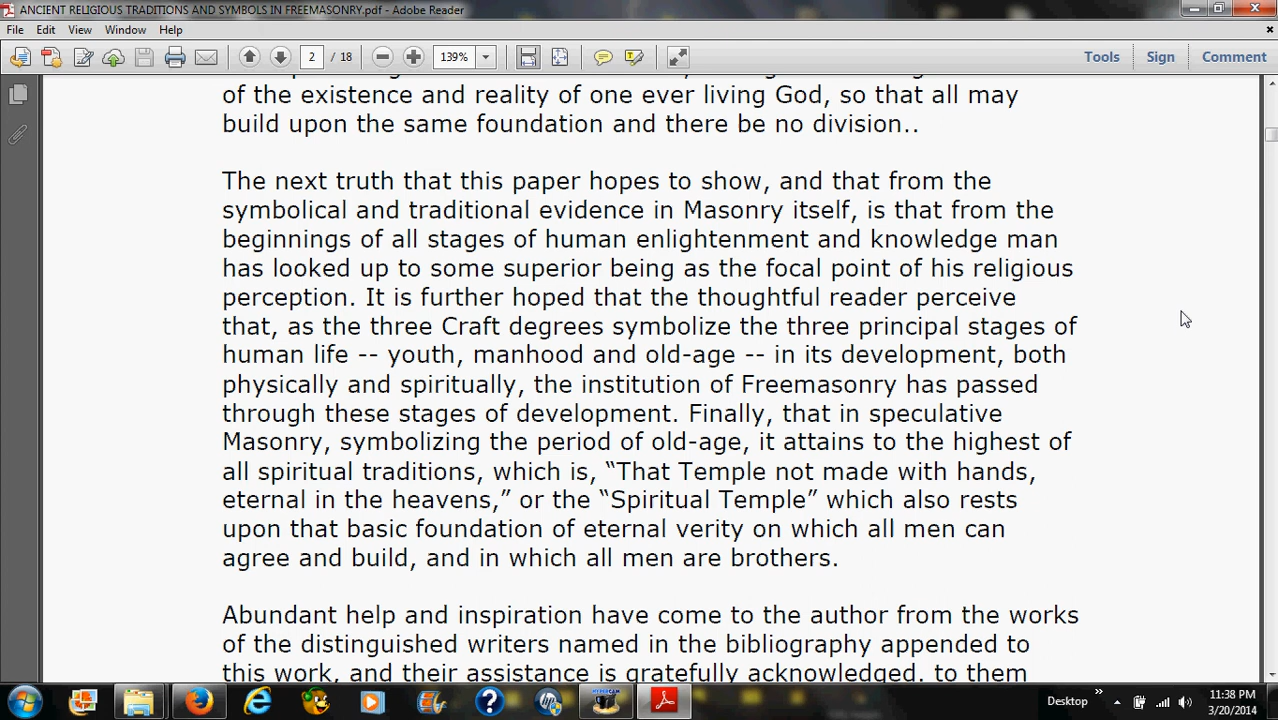 ANCIENT RELIGIOUS TRADITIONS AND SYMBOLS IN FREEMASONRY.pdf - Adobe Reader
File Edit View Window Help
2 / 18 139% Tools Sign Comment
of the existence and reality of one ever living God, so that all may
build upon the same foundation and there be no division..
The next truth that this paper hopes to show, and that from the
symbolical and traditional evidence in Masonry itself, is that from the
beginnings of all stages of human enlightenment and knowledge man
has looked up to some superior being as the focal point of his religious
perception. It is further hoped that the thoughtful reader perceive
that, as the three Craft degrees symbolize the three principal stages of
human life -- youth, manhood and old-age -- in its development, both
physically and spiritually, the institution of Freemasonry has passed
through these stages of development. Finally, that in speculative
Masonry, symbolizing the period of old-age, it attains to the highest of
all spiritual traditions, which is, “That Temple not made with hands,
eternal in the heavens,” or the “Spiritual Temple” which also rests
upon that basic foundation of eternal verity on which all men can
agree and build, and in which all men are brothers.
Abundant help and inspiration have come to the author from the works
of the distinguished writers named in the bibliography appended to
this work, and their assistance is gratefully acknowledged. to them
Desktop 11:38 PM
3/20/2014